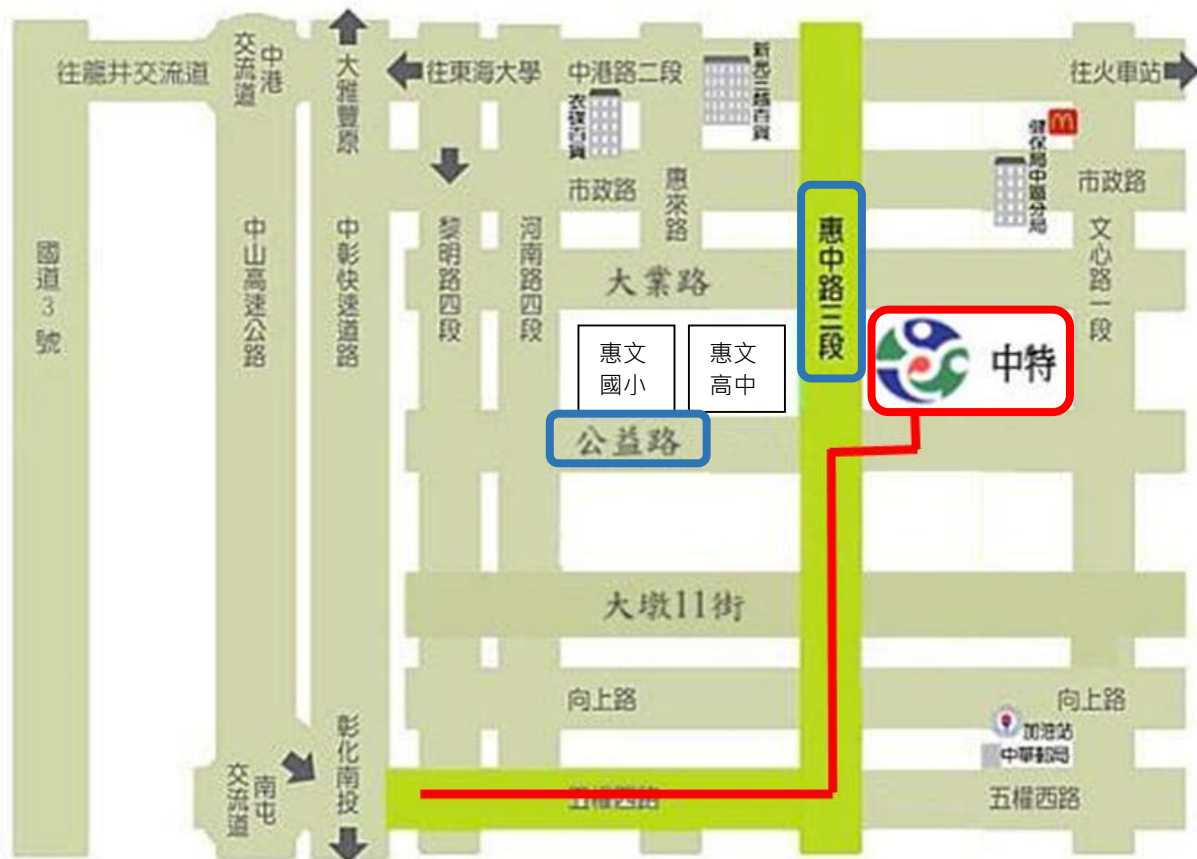 往龍井交流道
中港
交流道
大雅豐原
往東海大學
中港路二段
衣蝶百貨
新光三越百貨
往火車站
健保局中區分局
市政路
惠來路
市政路
國道3號
中山高速公路
中彰快速道路
黎明路四段
河南路四段
惠中路三段
文心路一段
大業路
惠文
國小
惠文
高中
中特
公益路
大墩11街
向上路
向上路
加油站
中華郵局
南屯
交流道
彰化南投
五權西路
五權西路